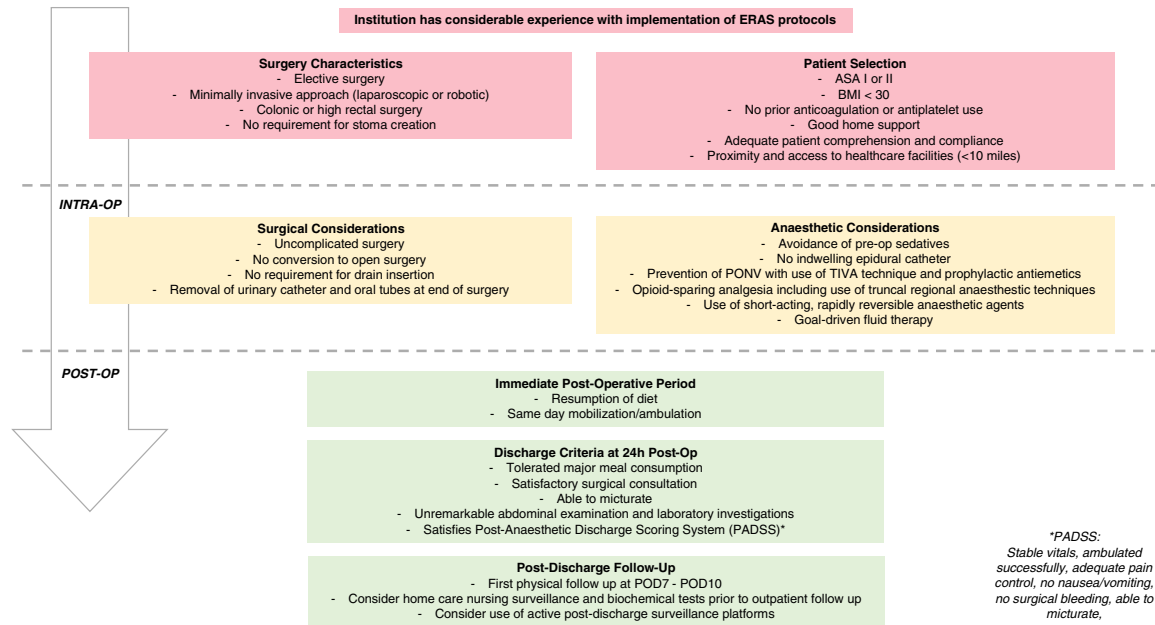 Institution has considerable experience with implementation of ERAS protocols
Surgery Characteristics
- Elective surgery
- Minimally invasive approach (laparoscopic or robotic)
- Colonic or high rectal surgery
- No requirement for stoma creation
Patient Selection
- ASA I or II
- BMI < 30
- No prior anticoagulation or antiplatelet use
- Good home support
- Adequate patient comprehension and compliance
- Proximity and access to healthcare facilities (<10 miles)
INTRA-OP
Surgical Considerations
- Uncomplicated surgery
- No conversion to open surgery
- No requirement for drain insertion
- Removal of urinary catheter and oral tubes at end of surgery
Anaesthetic Considerations
- Avoidance of pre-op sedatives
- No indwelling epidural catheter
- Prevention of PONV with use of TIVA technique and prophylactic antiemetics
- Opioid-sparing analgesia including use of truncal regional anaesthestic techniques
- Use of short-acting, rapidly reversible anaesthetic agents
- Goal-driven fluid therapy
POST-OP
Immediate Post-Operative Period
- Resumption of diet
- Same day mobilization/ambulation
Discharge Criteria at 24h Post-Op
- Tolerated major meal consumption
- Satisfactory surgical consultation
- Able to micturate
- Unremarkable abdominal examination and laboratory investigations
- Satisfies Post-Anaesthetic Discharge Scoring System (PADSS)*
Post-Discharge Follow-Up
- First physical follow up at POD7 - POD10
- Consider home care nursing surveillance and biochemical tests prior to outpatient follow up
- Consider use of active post-discharge surveillance platforms
*PADSS:
Stable vitals, ambulated
successfully, adequate pain
control, no nausea/vomiting,
no surgical bleeding, able to
micturate,